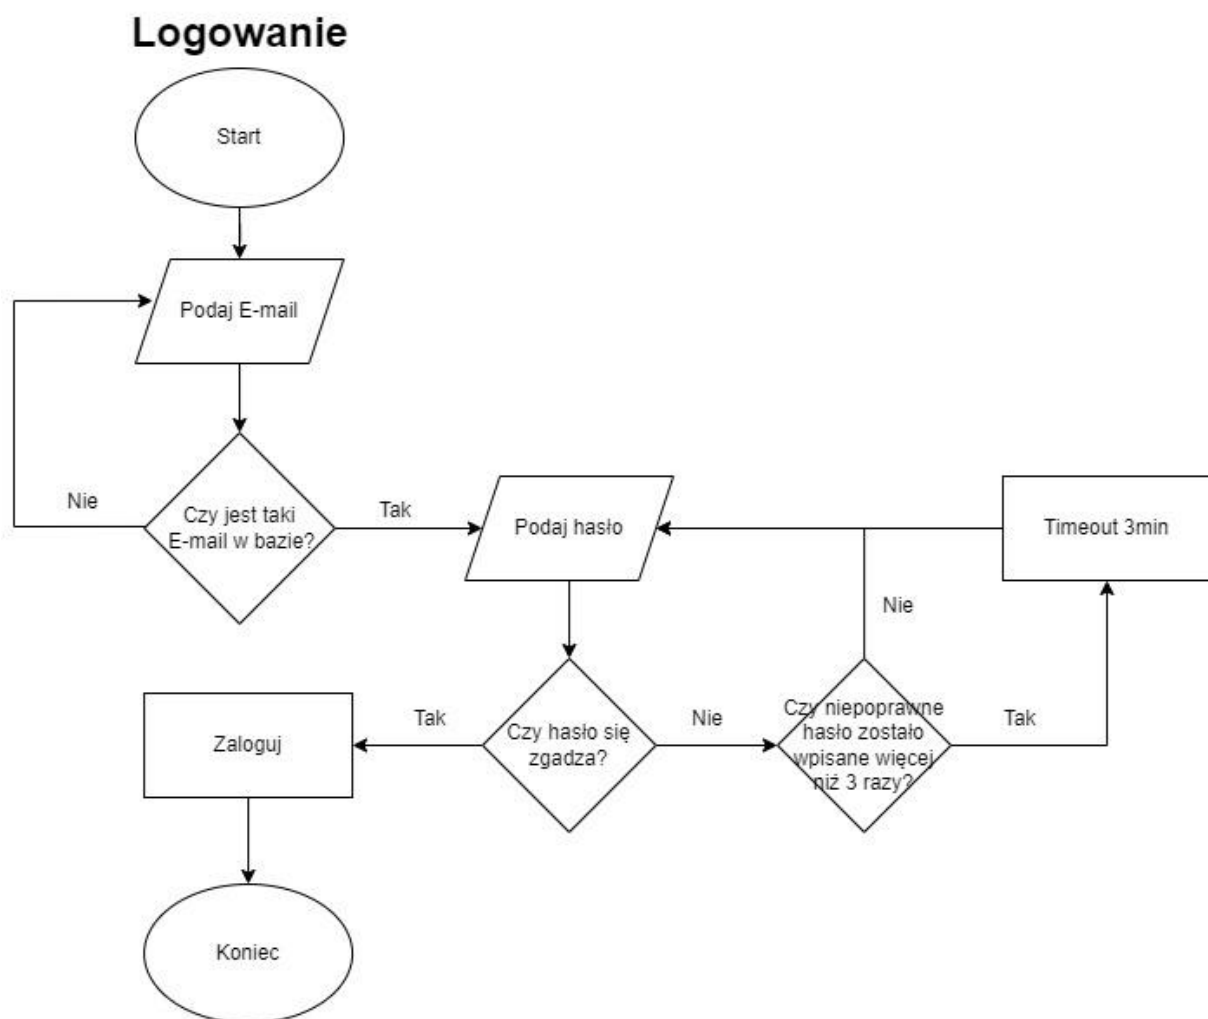 Logowanie
Start
Podaj E-mail
Nie
Czy jest taki
E-mail w bazie?
Tak
Podaj hasło
Timeout 3min
Nie
Zaloguj
Tak
Czy hasło się
zgadza?
Nie
Czy niepoprawne
hasło zostało
wpisane więcej
niż 3 razy?
Tak
Koniec